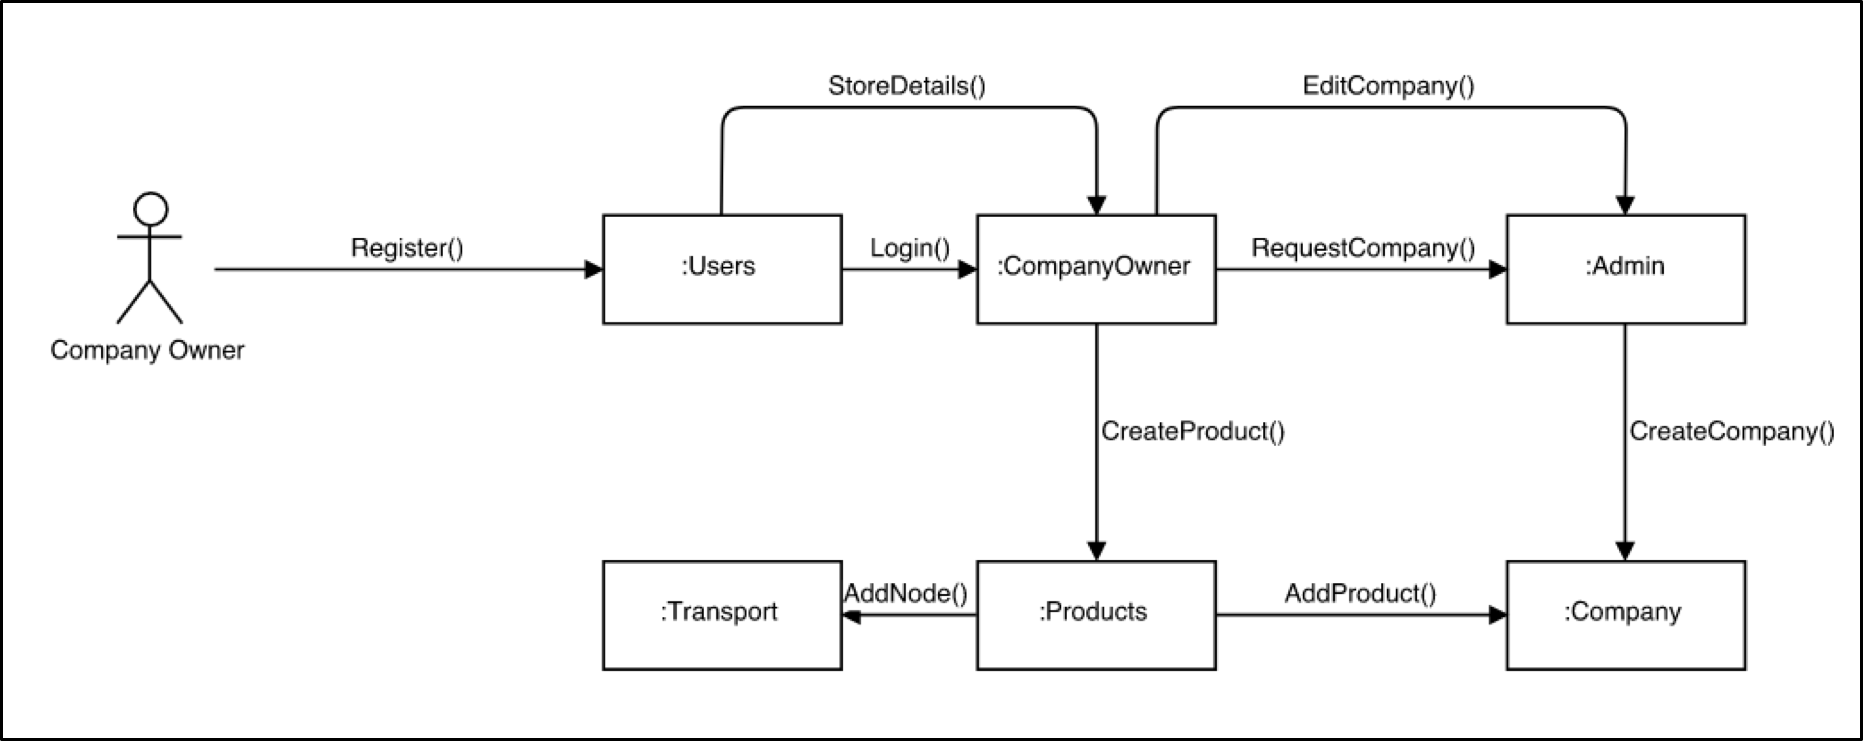 StoreDetails()
EditCompany()
Register()
Login()
RequestCompany()
:Users
:CompanyOwner
:Admin
Company Owner
CreateProduct()
CreateCompany()
AddNode()
AddProduct()
:Transport
:Products
:Company